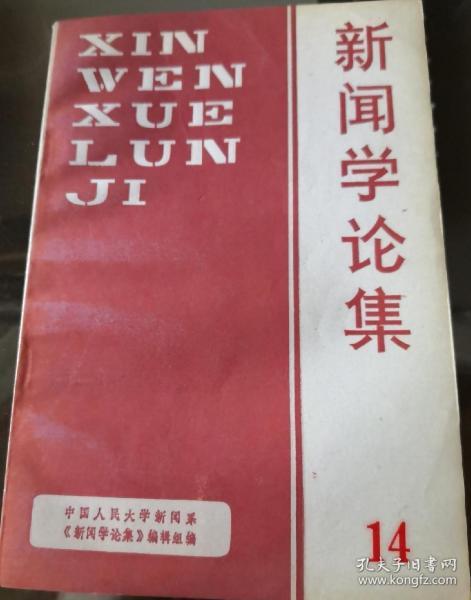 XIN
WEN
XUE
LUN
JI
新闻学论集
中国人民大学新闻系
《新闻学论集》编辑组编
14
孔夫子旧书网
www.kongfz.com